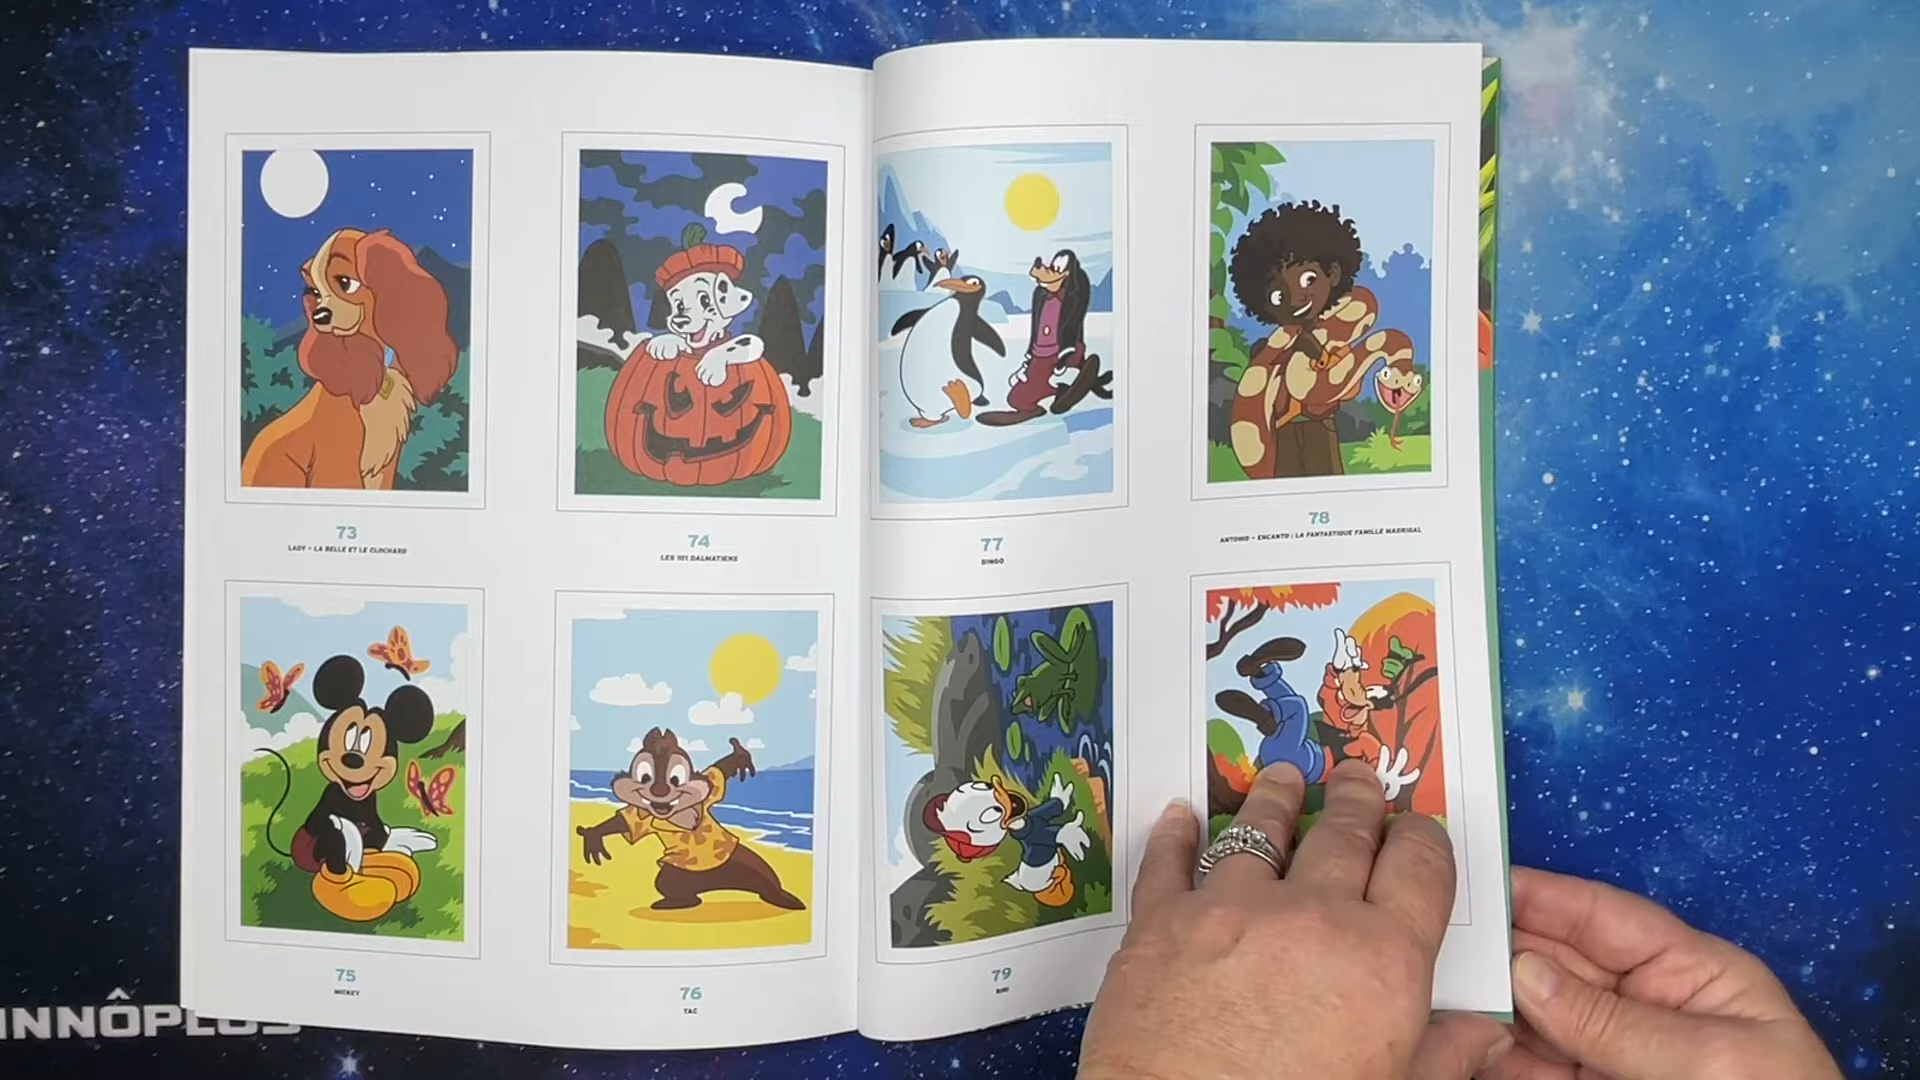 73
LADY – LA BELLE ET LE CLOCHARD
74
LES 101 DALMATIENS
77
DINGO
78
ANTONIO – ENCANTO : LA FANTASTIQUE FAMILLE MADRIGAL
75
MICKEY
76
TAC
79
RIRI
INNÔPLUS